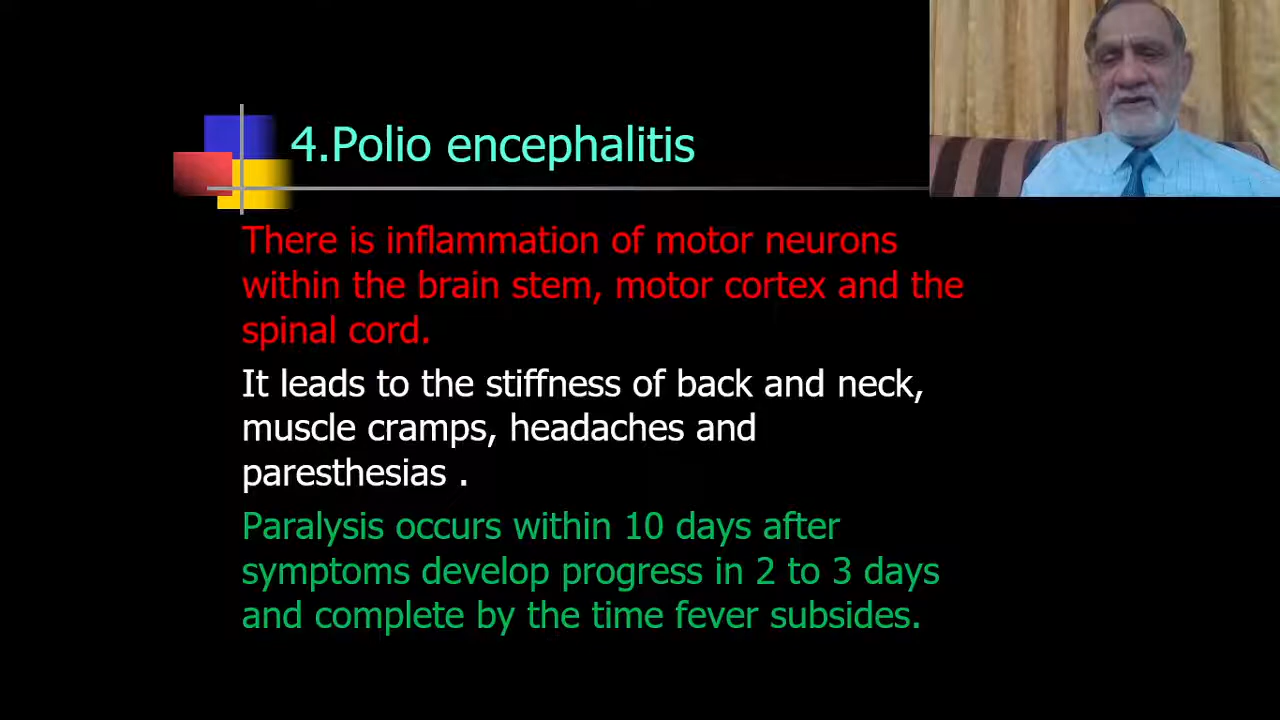 4.Polio encephalitis
There is inflammation of motor neurons
within the brain stem, motor cortex and the
spinal cord.
It leads to the stiffness of back and neck,
muscle cramps, headaches and
paresthesias .
Paralysis occurs within 10 days after
symptoms develop progress in 2 to 3 days
and complete by the time fever subsides.